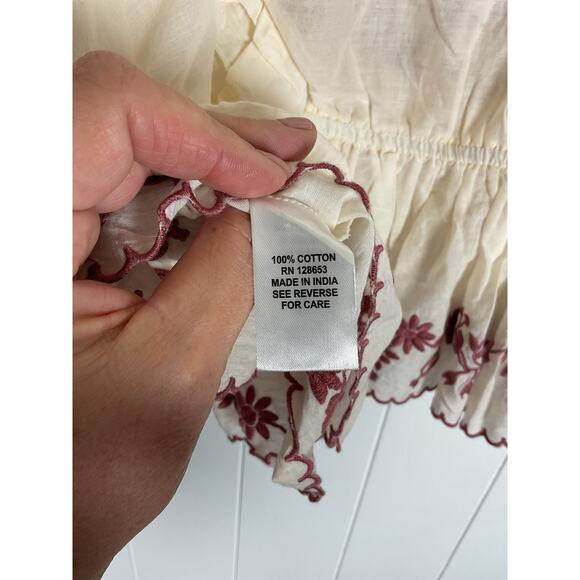 100% COTTON
RN 128653
MADE IN INDIA
SEE REVERSE
FOR CARE